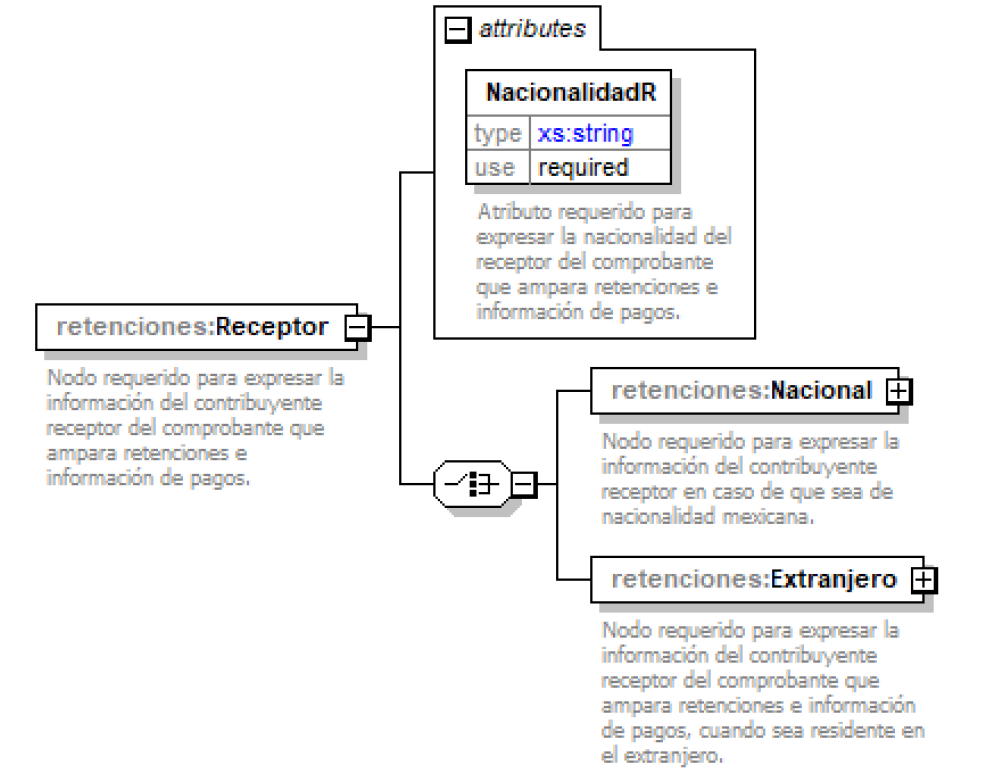 attributes
NacionalidadR
type xs:string
use required
Atributo requerido para
expresar la nacionalidad del
receptor del comprobante
que ampara retenciones e
información de pagos.
retenciones:Receptor
Nodo requerido para expresar la
información del contribuyente
receptor del comprobante que
ampara retenciones e
información de pagos.
retenciones:Nacional
Nodo requerido para expresar la
información del contribuyente
receptor en caso de que sea de
nacionalidad mexicana.
retenciones:Extranjero
Nodo requerido para expresar la
información del contribuyente
receptor del comprobante que
ampara retenciones e información
de pagos, cuando sea residente en
el extranjero.